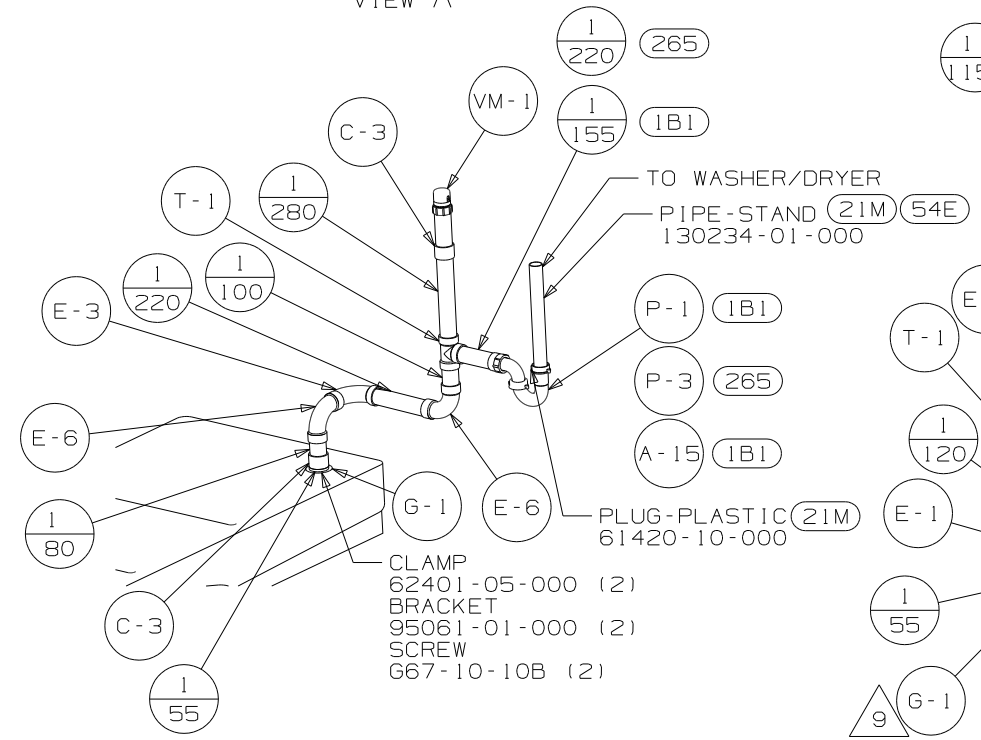 VIEW A
1
220
265
1
155
1B1
VM-1
C-3
T-1
1
280
1
100
1
220
E-3
E-6
1
80
C-3
1
55
G-1
E-6
TO WASHER/DRYER
PIPE-STAND 21M 54E
130234-01-000
P-1 1B1
P-3 265
A-15 1B1
PLUG-PLASTIC 21M
61420-10-000
CLAMP
62401-05-000 (2)
BRACKET
95061-01-000 (2)
SCREW
G67-10-10B (2)
1
115
E
T-1
1
120
E-1
1
55
G-1
9